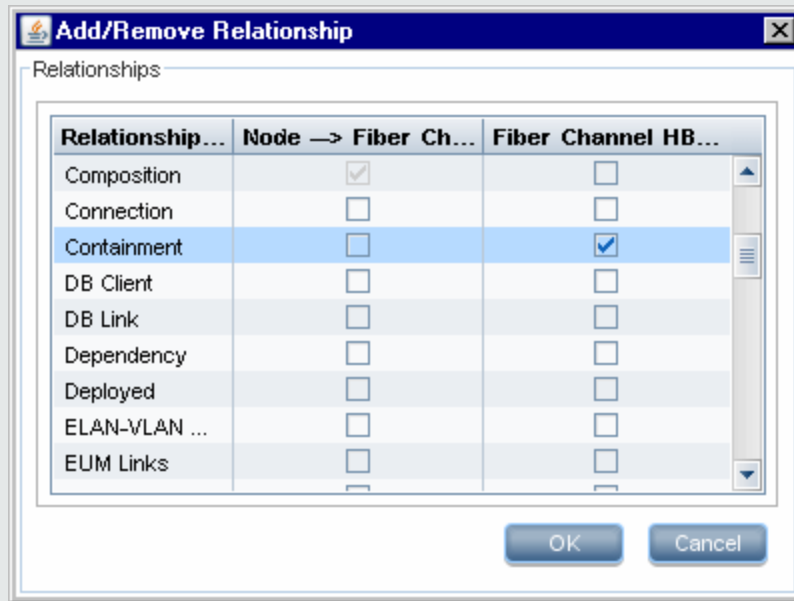 Add/Remove Relationship
Relationships
Relationship... Node —> Fiber Ch... Fiber Channel HB...
Composition
Connection
Containment
DB Client
DB Link
Dependency
Deployed
ELAN-VLAN ...
EUM Links
OK Cancel